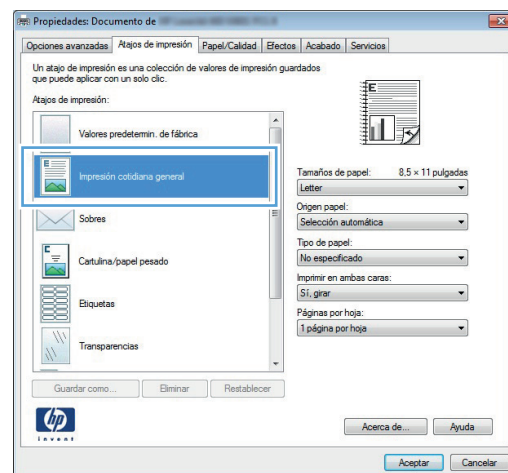 Propiedades: Documento de
Opciones avanzadas Atajos de impresión Papel/Calidad Efectos Acabado Servicios
Un atajo de impresión es una colección de valores de impresión guardados
que puede aplicar con un solo clic.
Atajos de impresión:
Valores predetermin. de fábrica
Impresión cotidiana general
Sobres
Cartulina/papel pesado
Etiquetas
Transparencias
Guardar como... Eliminar Restablecer
E
Tamaños de papel: 8.5 × 11 pulgadas
Letter
Origen papel:
Selección automática
Tipo de papel:
No especificado
Imprimir en ambas caras:
Sí, girar
Páginas por hoja:
1 página por hoja
hp
invent
Acerca de... Ayuda
Aceptar Cancelar